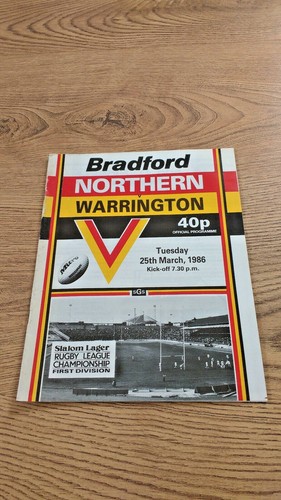 Bradford
NORTHERN
WARRINGTON
40p
OFFICIAL PROGRAMME
Tuesday
25th March, 1986
Kick-off 7.30 p.m.
SGS
Slalom Lager
RUGBY LEAGUE
CHAMPIONSHIP
FIRST DIVISION